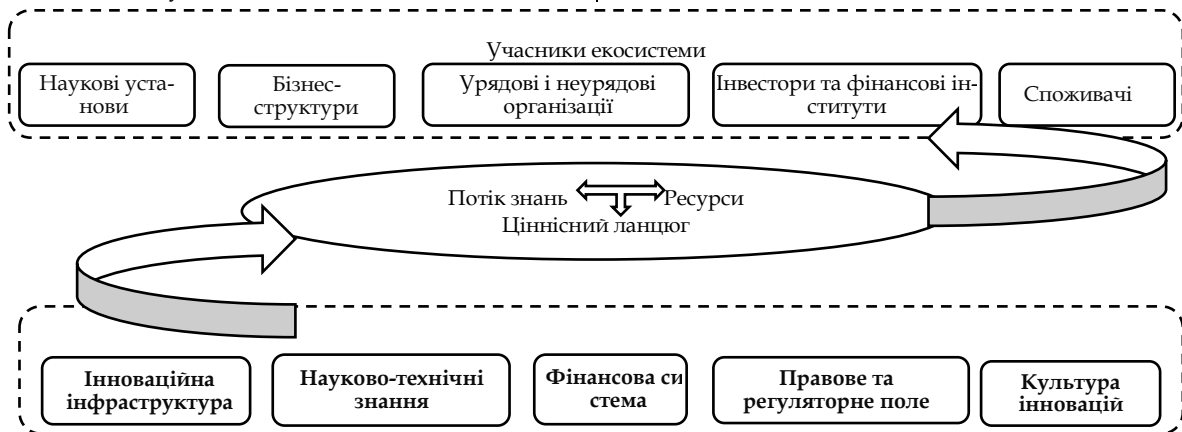 Учасники екосистеми
Наукові уста-
нови
Бізнес-
структури
Урядові і неурядові
організації
Інвестори та фінансові ін-
ститути
Споживачі
Потік знань Ресурси
Ціннісний ланцюг
Інноваційна
інфраструктура
Науково-технічні
знання
Фінансова си
стема
Правове та
регуляторне поле
Культура
інновацій